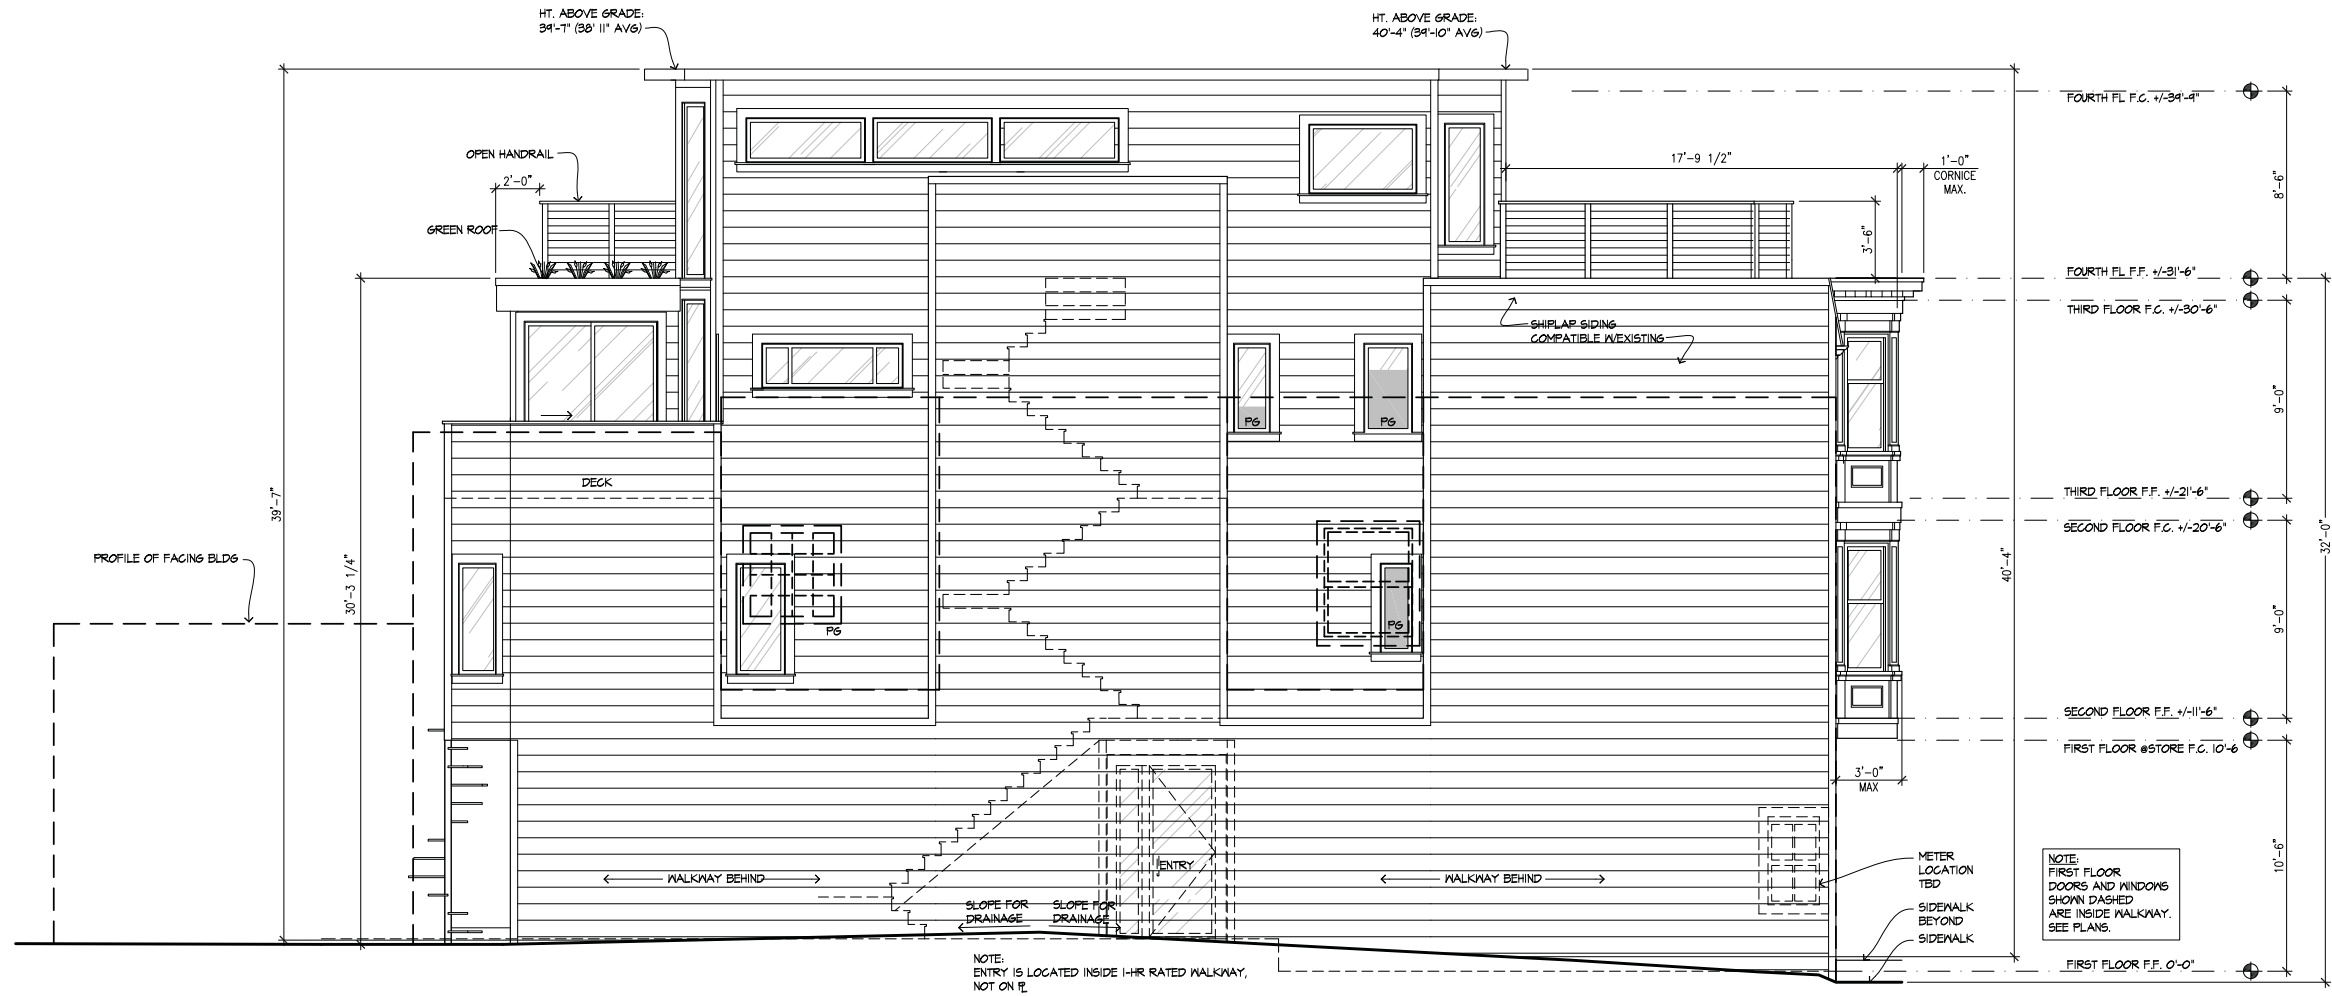 HT. ABOVE GRADE:
39'-7" (38' 11" AVG)
HT. ABOVE GRADE:
40'-4" (39'-10" AVG)
FOURTH FL F.C. +/-39'-9"
OPEN HANDRAIL
17'-9 1/2"
1'-0"
CORNICE
MAX.
2'-0"
8'-6"
GREEN ROOF
3'-6"
FOURTH FL F.F. +/-31'-6"
THIRD FLOOR F.C. +/-30'-6"
SHIPLAP SIDING
COMPATIBLE W/EXISTING
PG
PG
9'-0"
DECK
39'-7"
THIRD FLOOR F.F. +/-21'-6"
SECOND FLOOR F.C. +/-20'-6"
32'-0"
PROFILE OF FACING BLDG
30'-3 1/4"
40'-4"
PG
PG
9'-0"
SECOND FLOOR F.F. +/-11'-6"
FIRST FLOOR @STORE F.C. 10'-6
3'-0"
MAX
10'-6"
ENTRY
WALKWAY BEHIND
WALKWAY BEHIND
METER
LOCATION
TBD
NOTE:
FIRST FLOOR
DOORS AND WINDOWS
SHOWN DASHED
ARE INSIDE WALKWAY.
SEE PLANS.
SLOPE FOR
DRAINAGE
SLOPE FOR
DRAINAGE
SIDEWALK
BEYOND
SIDEWALK
NOTE:
ENTRY IS LOCATED INSIDE 1-HR RATED WALKWAY,
NOT ON PL
FIRST FLOOR F.F. 0'-0"